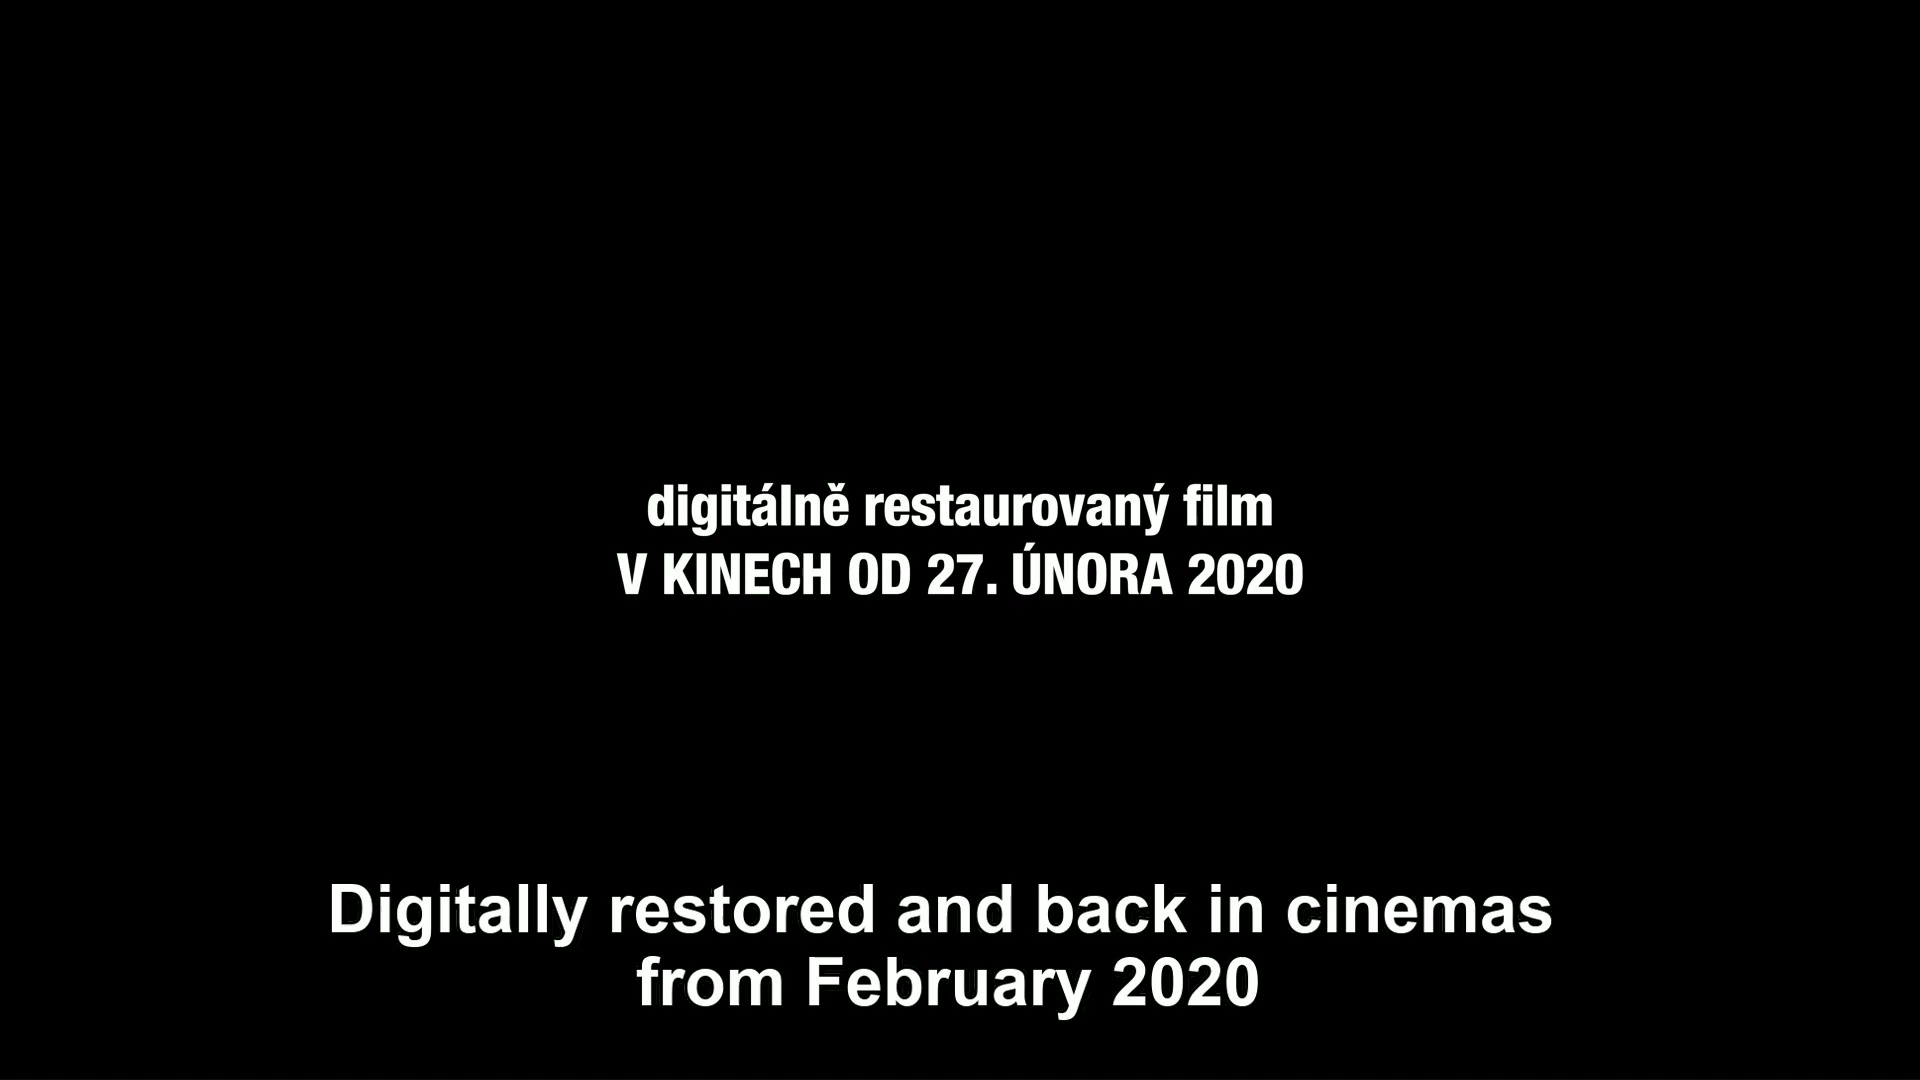 digitálně restaurovaný film
V KINECH OD 27. ÚNORA 2020
Digitally restored and back in cinemas
from February 2020